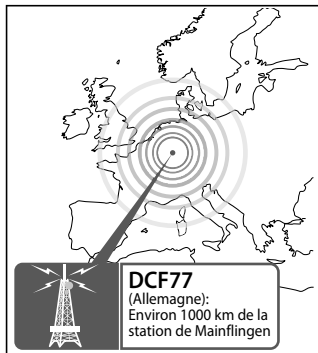 DCF77
(Allemagne):
Environ 1000 km de la
station de Mainflingen